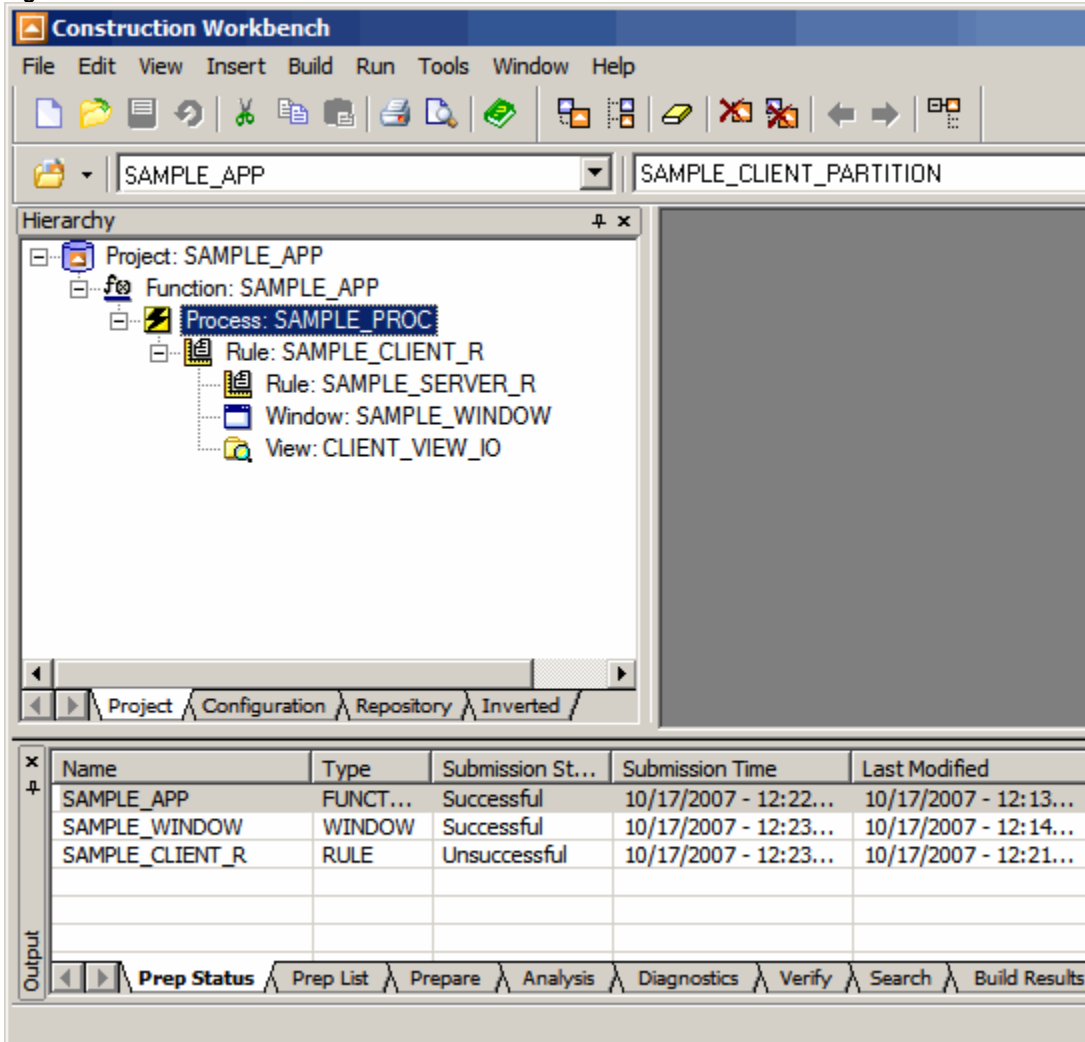 Construction Workbench
File Edit View Insert Build Run Tools Window Help
SAMPLE_APP SAMPLE_CLIENT_PARTITION
Hierarchy
Project: SAMPLE_APP
Function: SAMPLE_APP
Process: SAMPLE_PROC
Rule: SAMPLE_CLIENT_R
Rule: SAMPLE_SERVER_R
Window: SAMPLE_WINDOW
View: CLIENT_VIEW_IO
Project Configuration Repository Inverted
Name Type Submission St... Submission Time Last Modified
SAMPLE_APP FUNCT... Successful 10/17/2007 - 12:22... 10/17/2007 - 12:13...
SAMPLE_WINDOW WINDOW Successful 10/17/2007 - 12:23... 10/17/2007 - 12:14...
SAMPLE_CLIENT_R RULE Unsuccessful 10/17/2007 - 12:23... 10/17/2007 - 12:21...
Output
Prep Status Prep List Prepare Analysis Diagnostics Verify Search Build Results